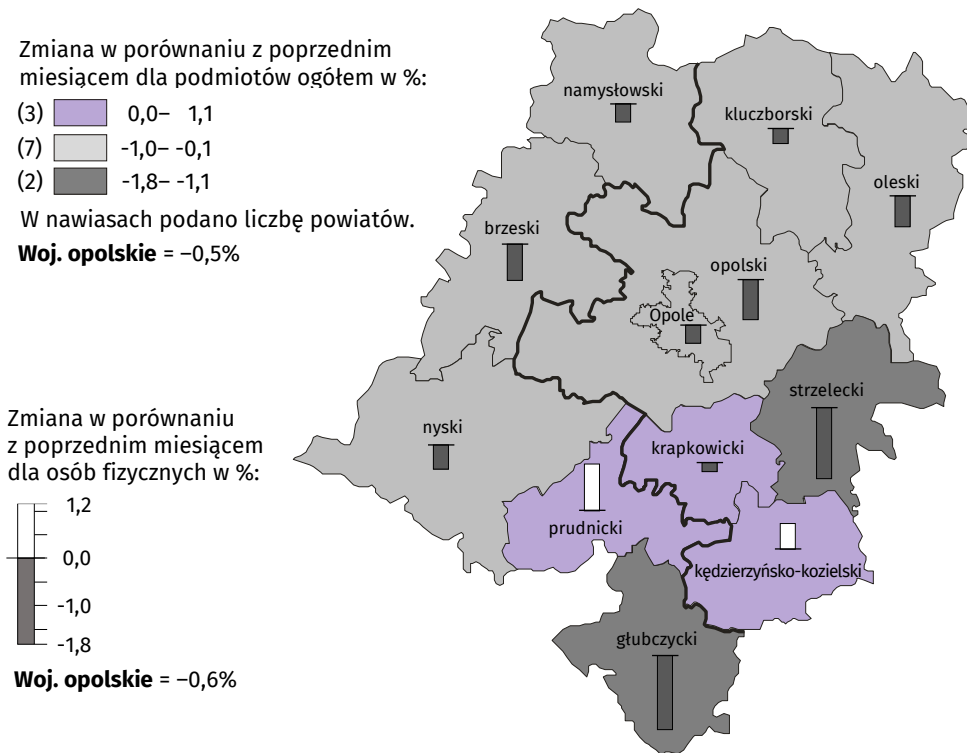 Zmiana w porównaniu z poprzednim
miesiącem dla podmiotów ogółem w %:
(3) 0,0– 1,1
(7) -1,0– -0,1
(2) -1,8– -1,1
W nawiasach podano liczbę powiatów.
Woj. opolskie = –0,5%
namysłowski
kluczborski
oleski
brzeski
opolski
Opole
strzelecki
nyski
krapkowicki
prudnicki
kędzierzyńsko-kozielski
głubczycki
Zmiana w porównaniu
z poprzednim miesiącem
dla osób fizycznych w %:
1,2
0,0
-1,0
-1,8
Woj. opolskie = –0,6%